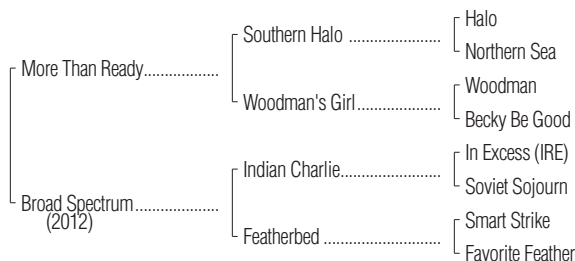 Halo
Southern Halo ....................
Northern Sea
More Than Ready................
Woodman
Woodman's Girl..................
Becky Be Good
In Excess (IRE)
Indian Charlie......................
Soviet Sojourn
Broad Spectrum..................
(2012)
Smart Strike
Featherbed .........................
Favorite Feather